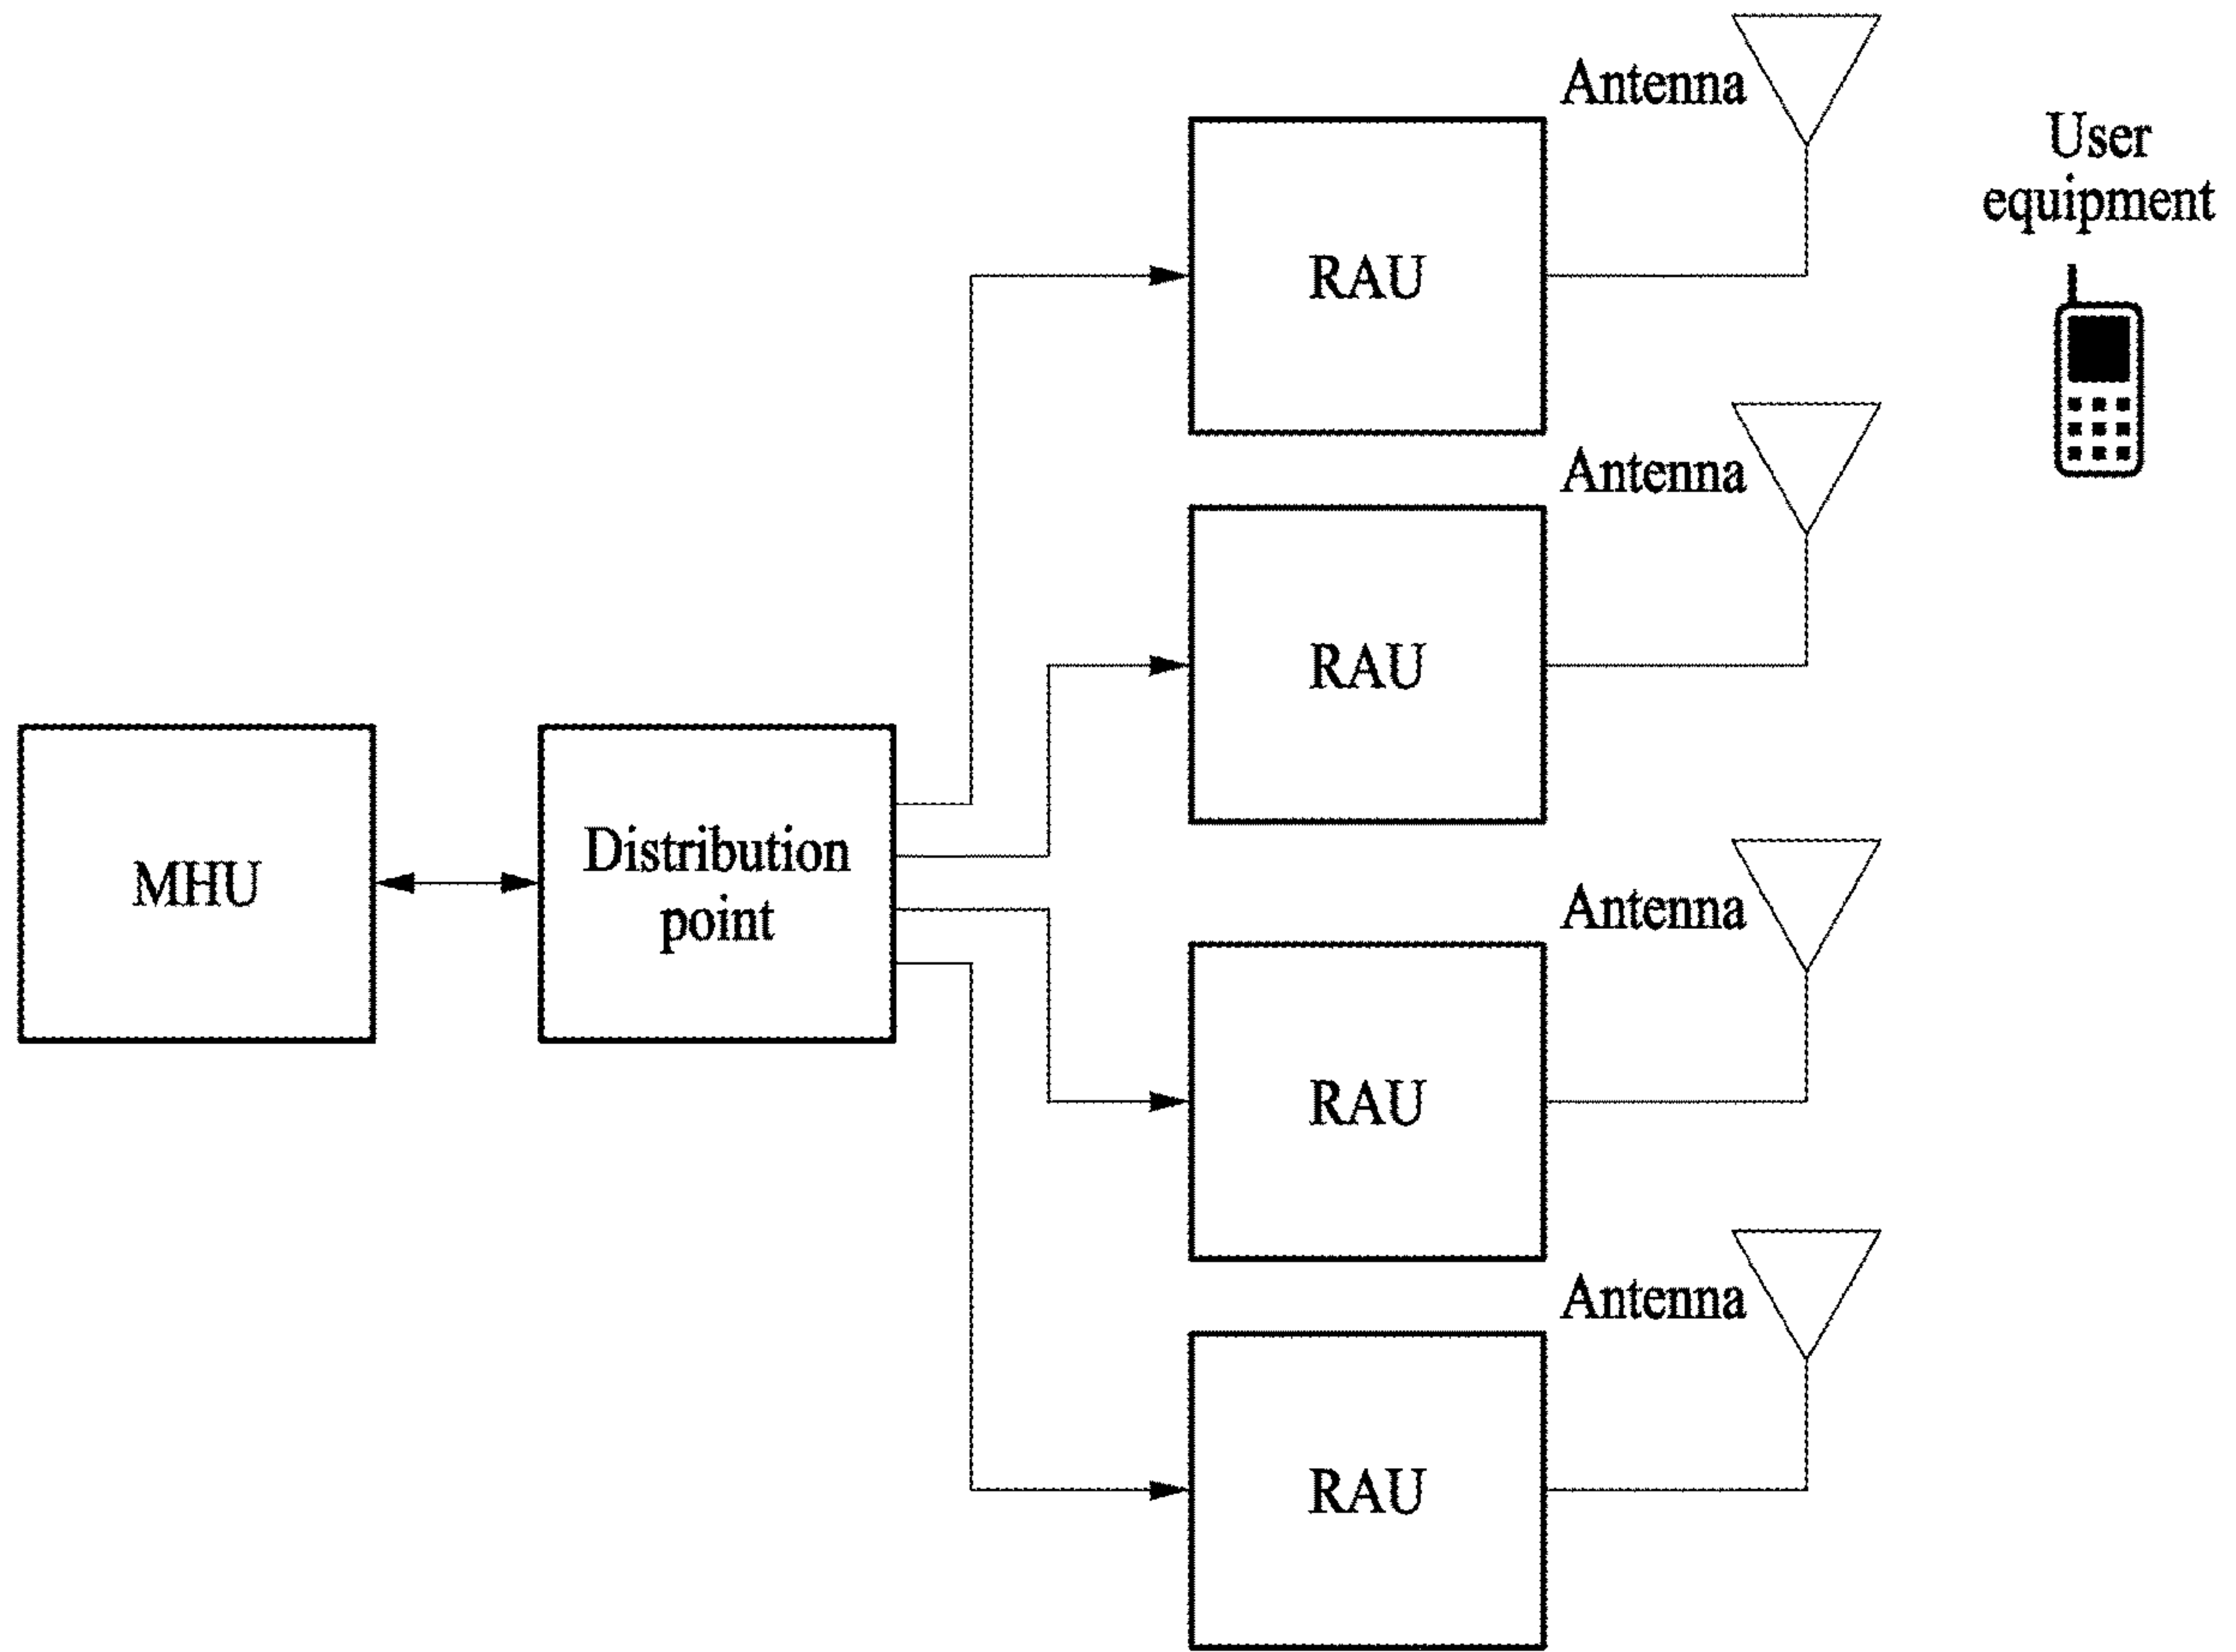 Antenna
User
equipment
RAU
Antenna
RAU
MHU
Distribution
point
Antenna
RAU
Antenna
RAU